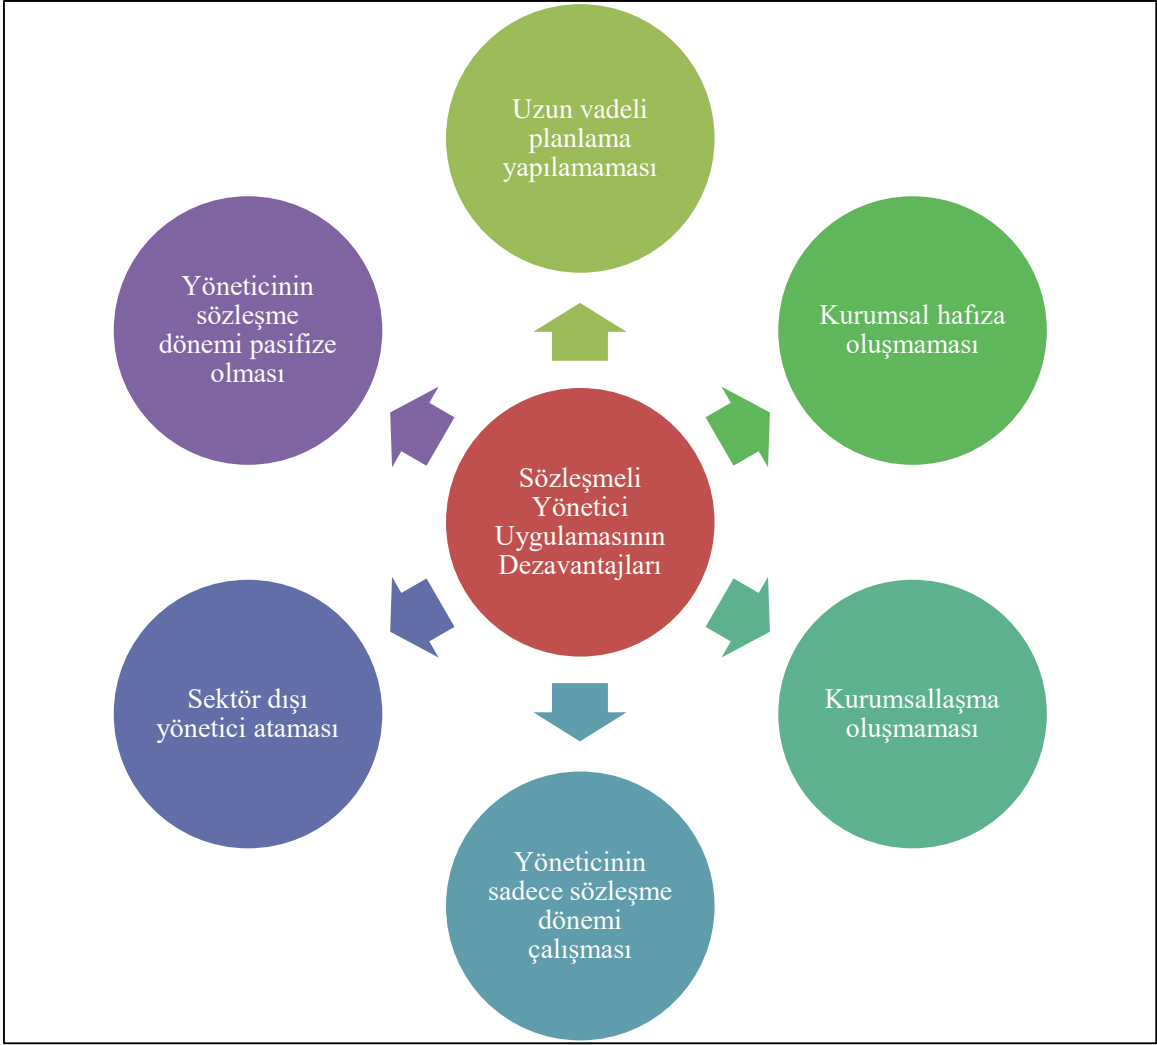 Uzun vadeli
planlama
yapılamaması
Kurumsal hafıza
oluşmaması
Kurumsallaşma
oluşmaması
Yöneticinin
sadece sözleşme
dönemi
çalışması
Sektör dışı
yönetici ataması
Yöneticinin
sözleşme
dönemi pasifize
olması
Sözleşmeli
Yönetici
Uygulamasının
Dezavantajları